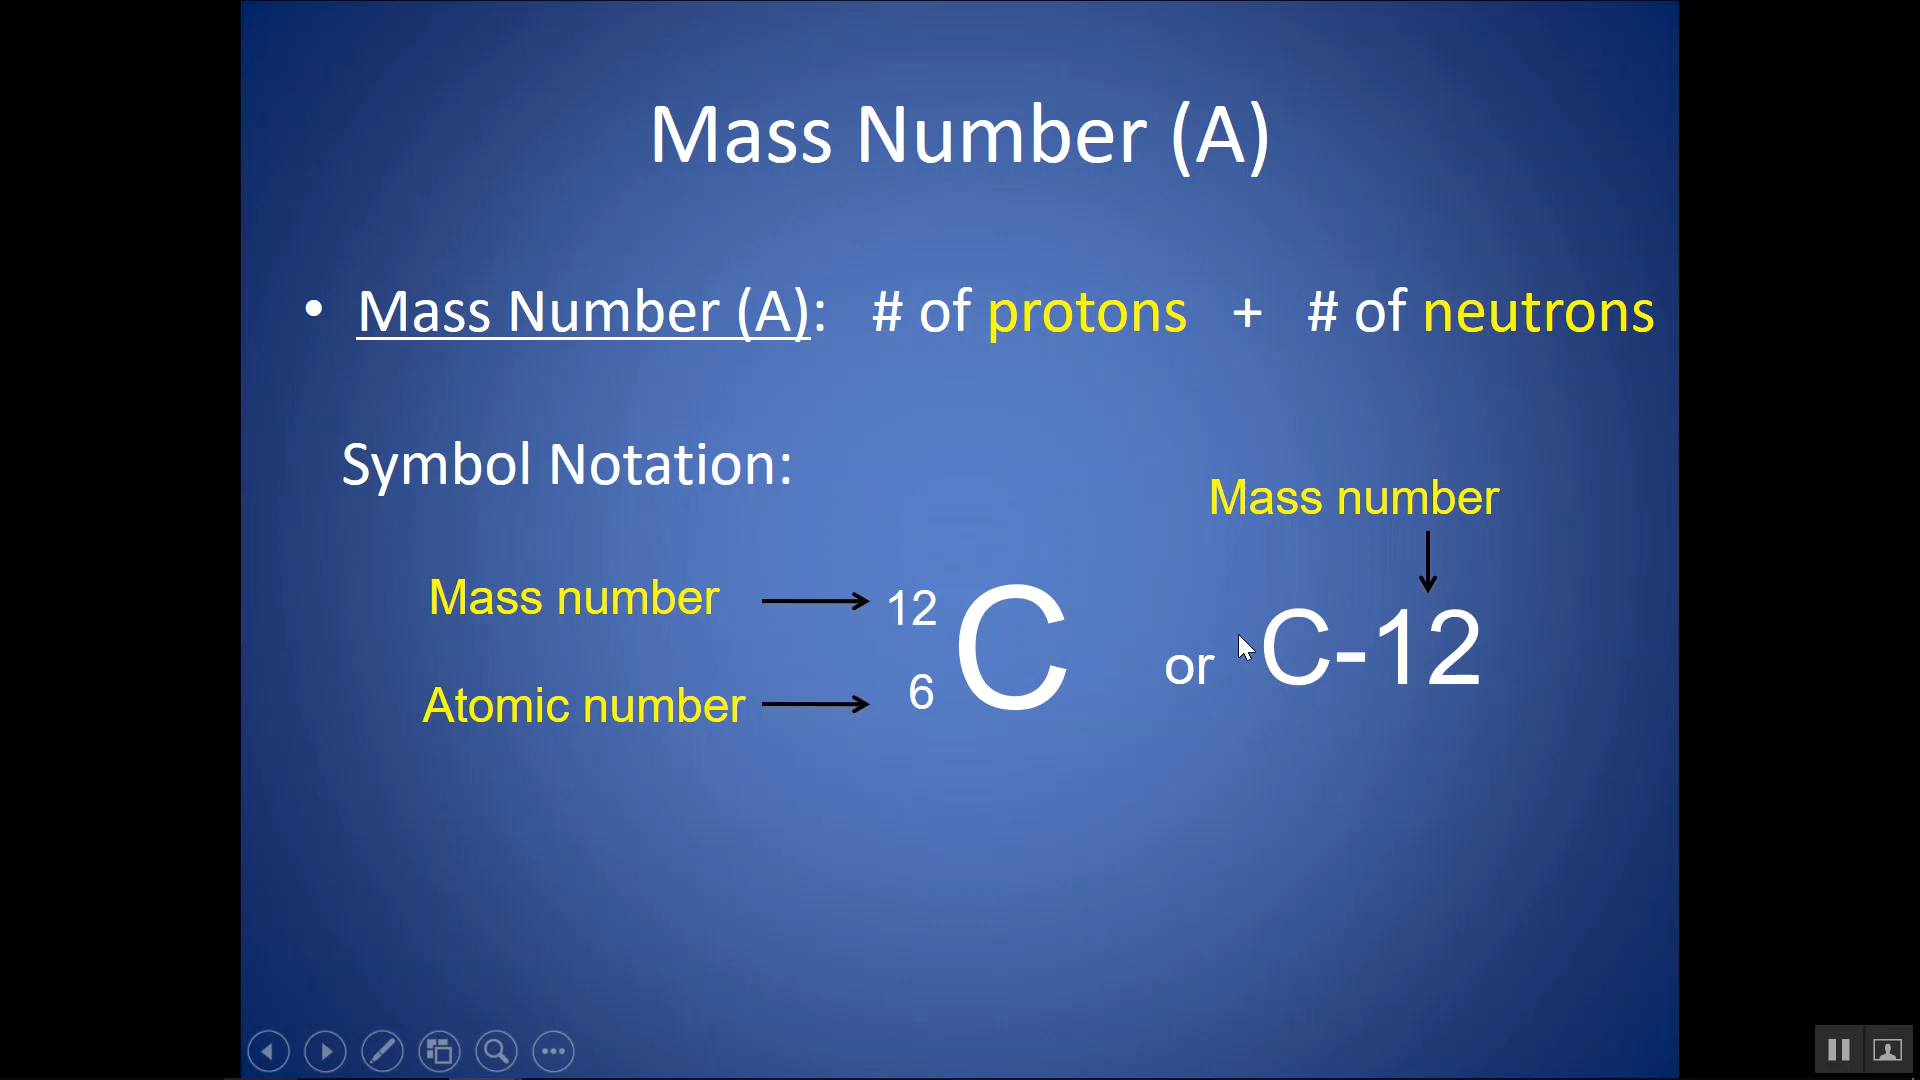 Mass Number (A)
• Mass Number (A): # of protons + # of neutrons
Symbol Notation:
Mass number
Mass number
12
C
6
Atomic number
or
C-12